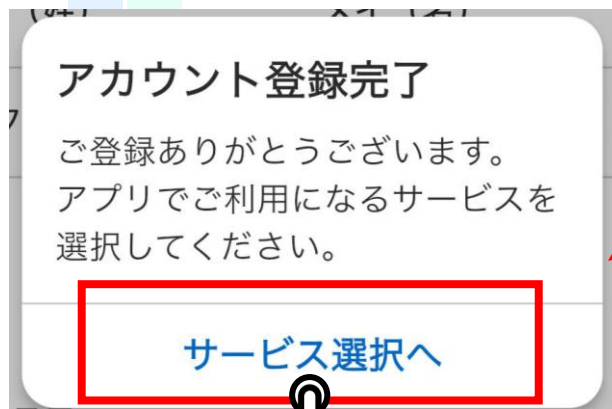 アカウント登録完了
ご登録ありがとうございます。
アプリでご利用になるサービスを
選択してください。
サービス選択へ